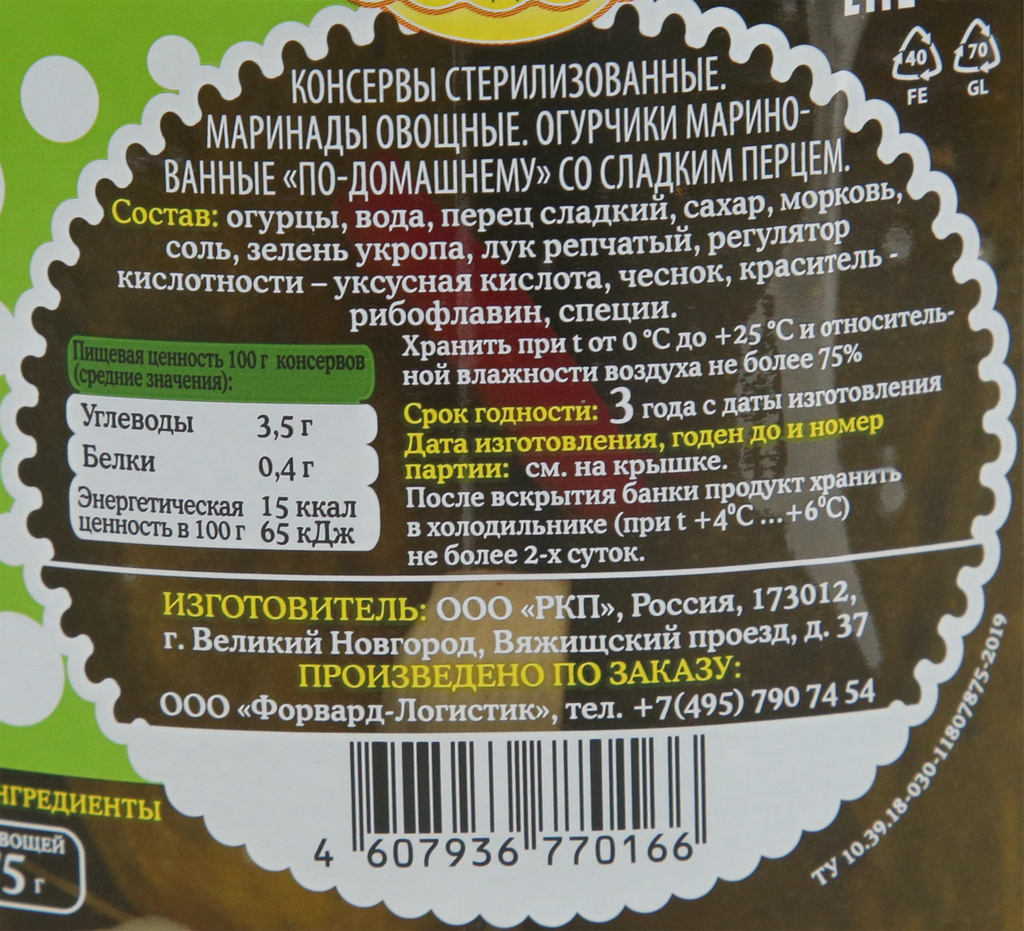 40
FE
70
GL
КОНСЕРВЫ СТЕРИЛИЗОВАННЫЕ.
МАРИНАДЫ ОВОЩНЫЕ. ОГУРЧИКИ МАРИНО-
ВАННЫЕ «ПО-ДОМАШНЕМУ» СО СЛАДКИМ ПЕРЦЕМ.
Состав: огурцы, вода, перец сладкий, сахар, морковь,
соль, зелень укропа, лук репчатый, регулятор
кислотности – уксусная кислота, чеснок, краситель -
рибофлавин, специи.
Пищевая ценность 100 г консервов
(средние значения):
Углеводы 3,5 г
Белки 0,4 г
Энергетическая 15 ккал
ценность в 100 г 65 кДж
Хранить при t от 0 °C до +25 °C и относитель-
ной влажности воздуха не более 75%
Срок годности: 3 года с даты изготовления
Дата изготовления, годен до и номер
партии: см. на крышке.
После вскрытия банки продукт хранить
в холодильнике (при t +4°C ...+6°C)
не более 2-х суток.
ИЗГОТОВИТЕЛЬ: ООО «РКП», Россия, 173012,
г. Великий Новгород, Вяжищский проезд, д. 37
ПРОИЗВЕДЕНО ПО ЗАКАЗУ:
ООО «Форвард-Логистик», тел. +7(495) 790 74 54
4 607936 770166
ТУ 10.39.18-030-11807875-2019
НГРЕДИЕНТЫ
ВОЩЕЙ
5 г